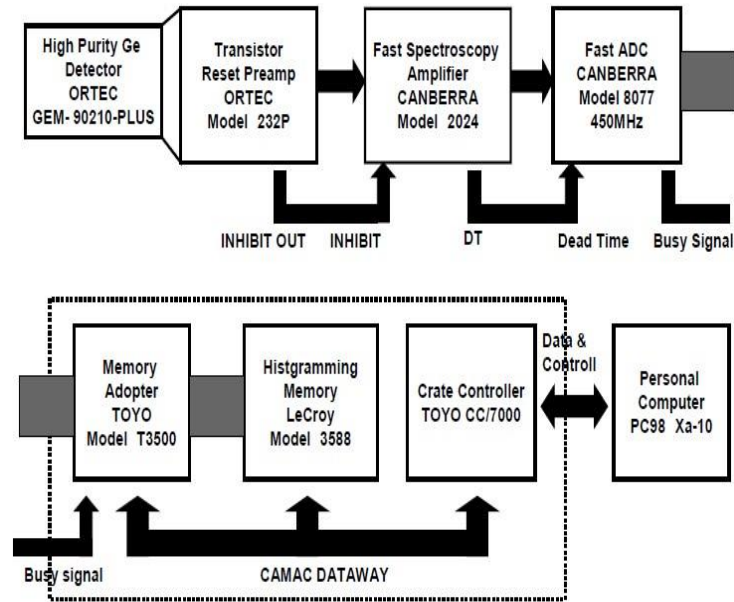 High Purity Ge
Detector
ORTEC
GEM- 90210-PLUS
Transistor
Reset Preamp
ORTEC
Model 232P
Fast Spectroscopy
Amplifier
CANBERRA
Model 2024
Fast ADC
CANBERRA
Model 8077
450MHz
INHIBIT OUT
INHIBIT
DT
Dead Time
Busy Signal
Memory
Adopter
TOYO
Model T3500
Histgramming
Memory
LeCroy
Model 3588
Crate Controller
TOYO CC/7000
Data &
Controll
Personal
Computer
PC98 Xa-10
Busy signal
CAMAC DATAWAY